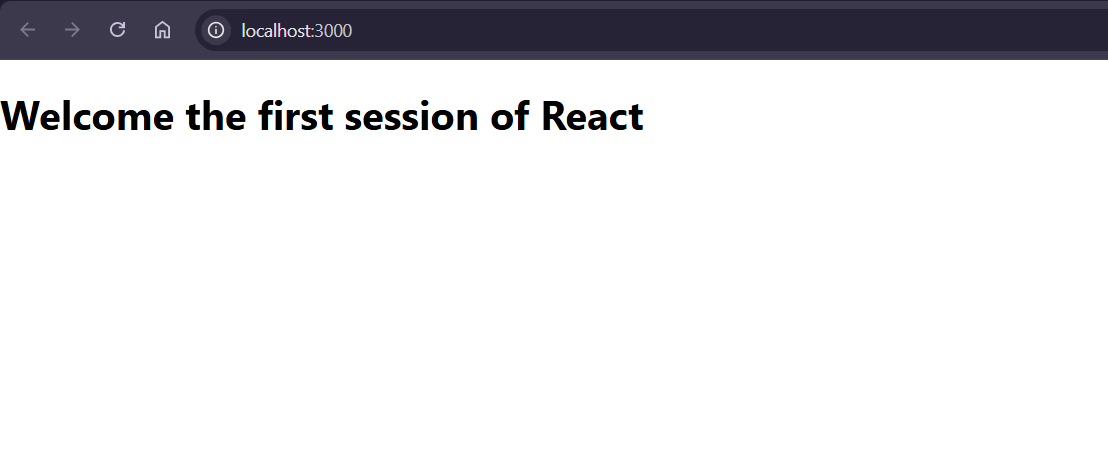 localhost:3000
Welcome the first session of React